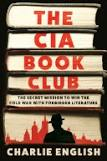 THE
CIA
BOOK
CLUB
THE SECRET MISSION TO WIN THE
COLD WAR WITH FORBIDDEN LITERATURE
CHARLIE ENGLISH